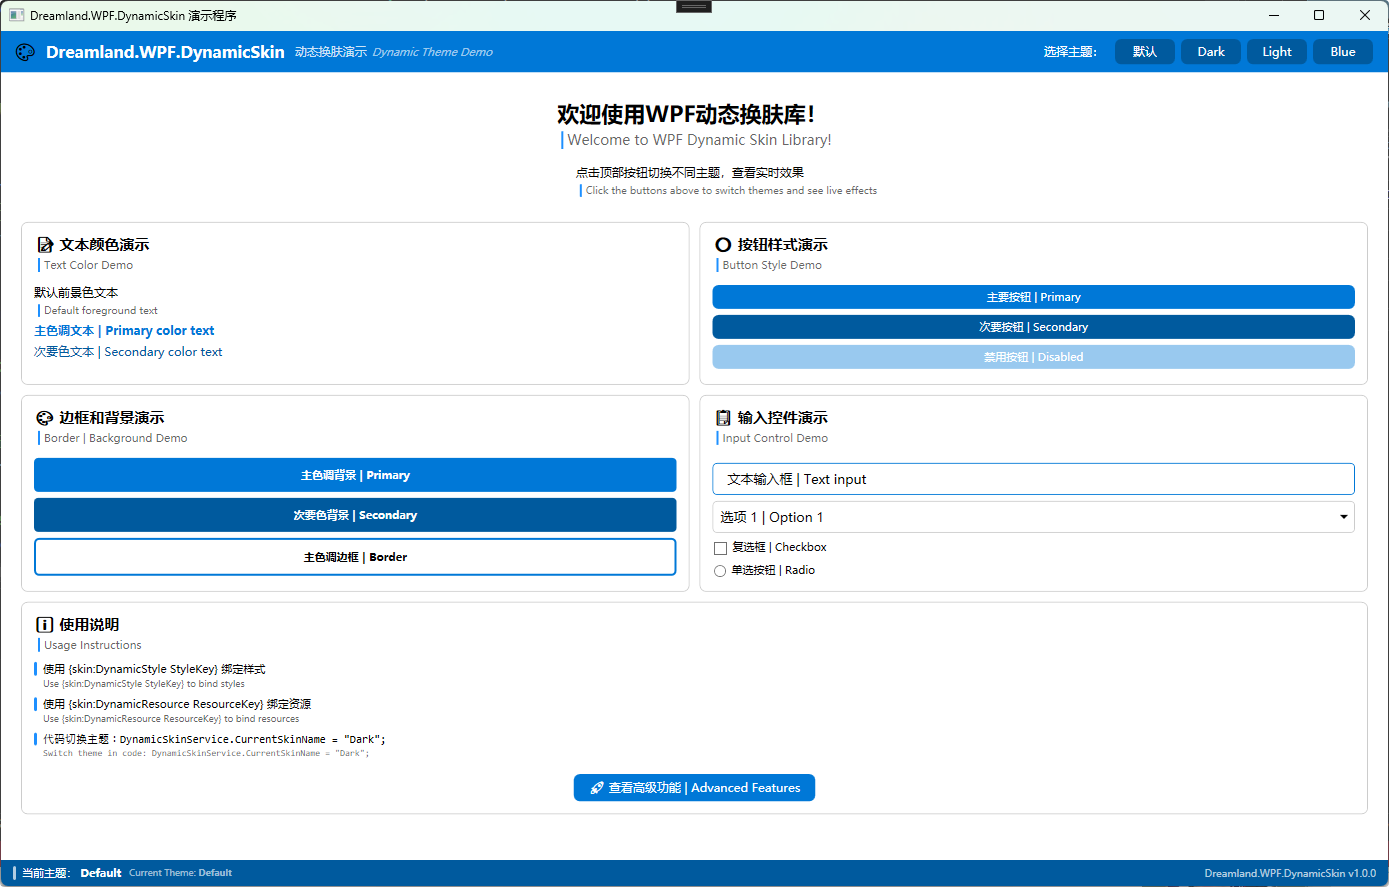 Dreamland.WPF.DynamicSkin 演示程序
Dreamland.WPF.DynamicSkin 动态换肤演示 Dynamic Theme Demo 选择主题: 默认 Dark Light Blue
欢迎使用WPF动态换肤库!
Welcome to WPF Dynamic Skin Library!
点击顶部按钮切换不同主题，查看实时效果
Click the buttons above to switch themes and see live effects
文本颜色演示
Text Color Demo
默认前景色文本
Default foreground text
主色调文本 | Primary color text
次要色文本 | Secondary color text
按钮样式演示
Button Style Demo
主要按钮 | Primary
次要按钮 | Secondary
禁用按钮 | Disabled
边框和背景演示
Border | Background Demo
主色调背景 | Primary
次要色背景 | Secondary
主色调边框 | Border
输入控件演示
Input Control Demo
文本输入框 | Text input
选项 1 | Option 1
复选框 | Checkbox
单选按钮 | Radio
使用说明
Usage Instructions
使用 {skin:DynamicStyle StyleKey} 绑定样式
Use {skin:DynamicStyle StyleKey} to bind styles
使用 {skin:DynamicResource ResourceKey} 绑定资源
Use {skin:DynamicResource ResourceKey} to bind resources
代码切换主题：DynamicSkinService.CurrentSkinName = "Dark";
Switch theme in code: DynamicSkinService.CurrentSkinName = "Dark";
查看高级功能 | Advanced Features
当前主题: Default Current Theme: Default Dreamland.WPF.DynamicSkin v1.0.0